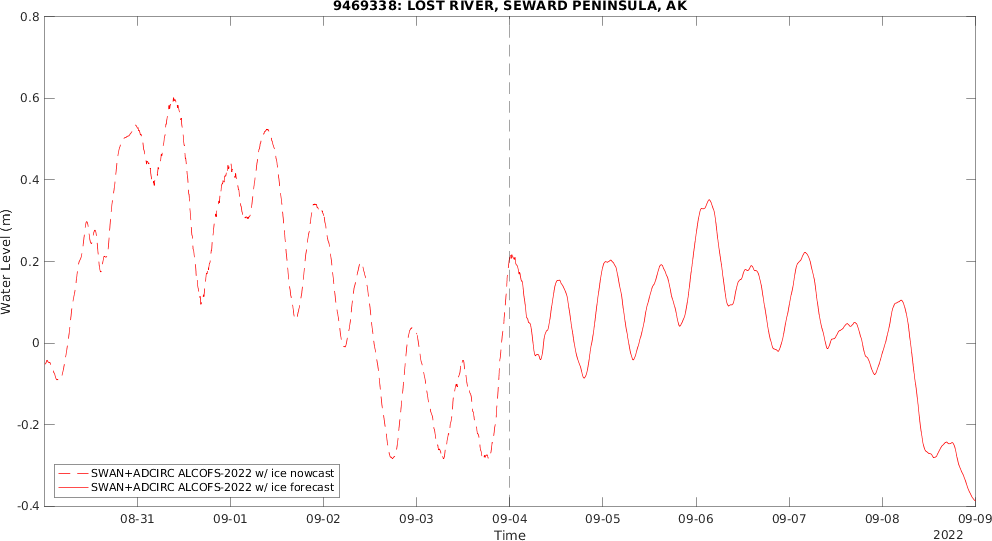 9469338: LOST RIVER, SEWARD PENINSULA, AK
0.8
0.6
0.4
0.2
0
-0.2
-0.4
Water Level (m)
SWAN+ADCIRC ALCOFS-2022 w/ ice nowcast
SWAN+ADCIRC ALCOFS-2022 w/ ice forecast
08-31 09-01 09-02 09-03 09-04 09-05 09-06 09-07 09-08 09-09
Time
2022